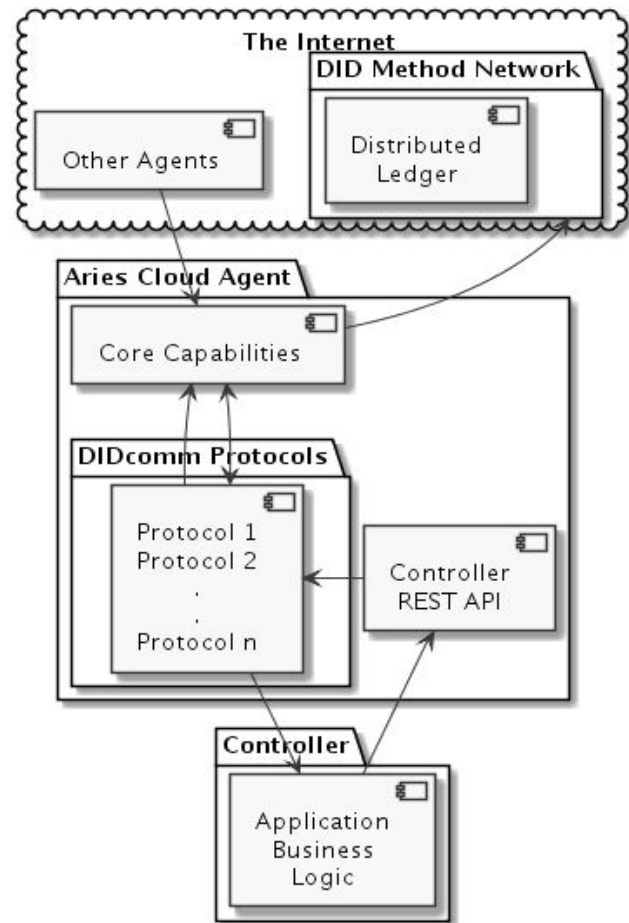 The Internet
DID Method Network
Other Agents
Distributed
Ledger
Aries Cloud Agent
Core Capabilities
DIDcomm Protocols
Protocol 1
Protocol 2
.
.
Protocol n
Controller
REST API
Controller
Application
Business
Logic